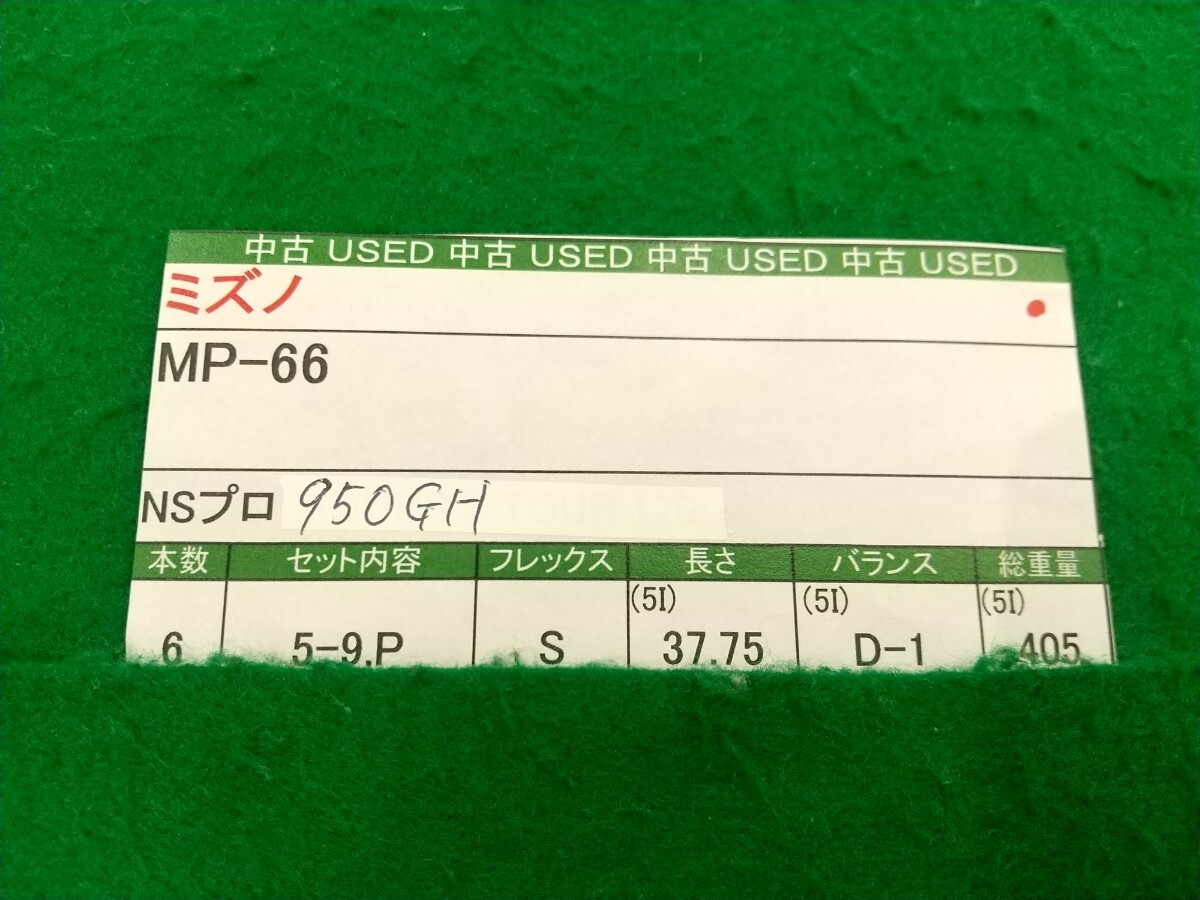 中古 USED 中古 USED 中古 USED 中古 USED
ミズノ
MP-66
NSプロ 950GH
本数 セット内容 フレックス 長さ バランス 総重量
(5I) (5I) (5I)
6 5-9.P S 37.75 D-1 405